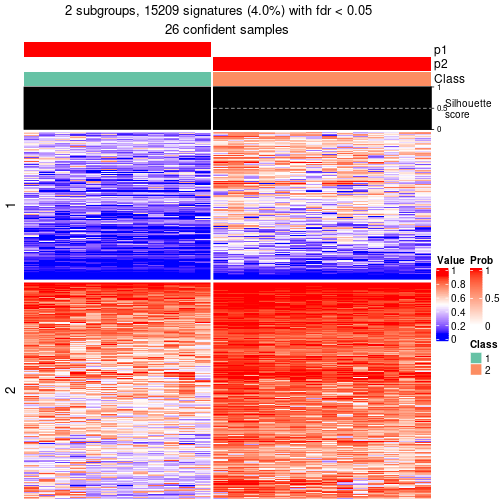 2 subgroups, 15209 signatures (4.0%) with fdr < 0.05
26 confident samples
p1
p2
Class
1
0.5
0
Silhouette
score
1
2
Value
1
0.8
0.6
0.4
0.2
0
Prob
1
0.5
0
Class
1
2